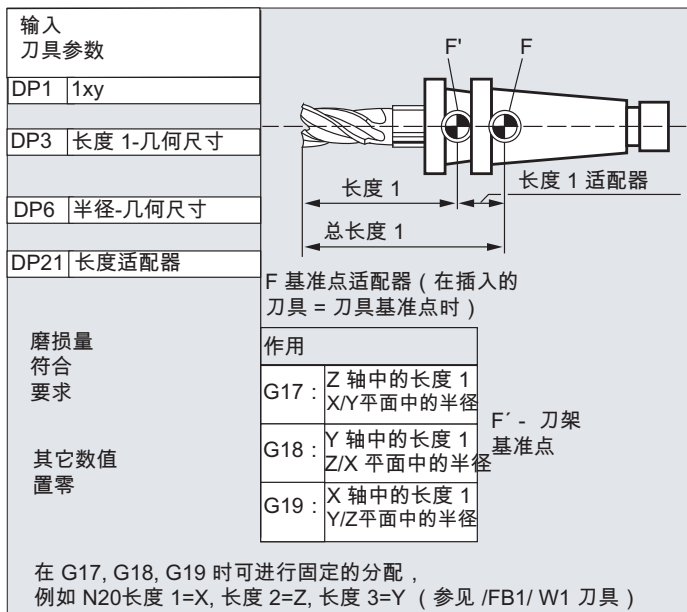 输入
刀具参数
DP1 1xy
DP3 长度 1-几何尺寸
DP6 半径-几何尺寸
DP21 长度适配器
F' F
长度 1
长度 1 适配器
总长度 1
F 基准点适配器（在插入的
刀具 = 刀具基准点时）
磨损量
符合
要求
其它数值
置零
作用
G17： Z 轴中的长度 1
X/Y平面中的半径
G18： Y 轴中的长度 1
Z/X 平面中的半径
G19： X 轴中的长度 1
Y/Z平面中的半径
F´ - 刀架
基准点
在 G17, G18, G19 时可进行固定的分配，
例如 N20长度 1=X, 长度 2=Z, 长度 3=Y （参见 /FB1/ W1 刀具）